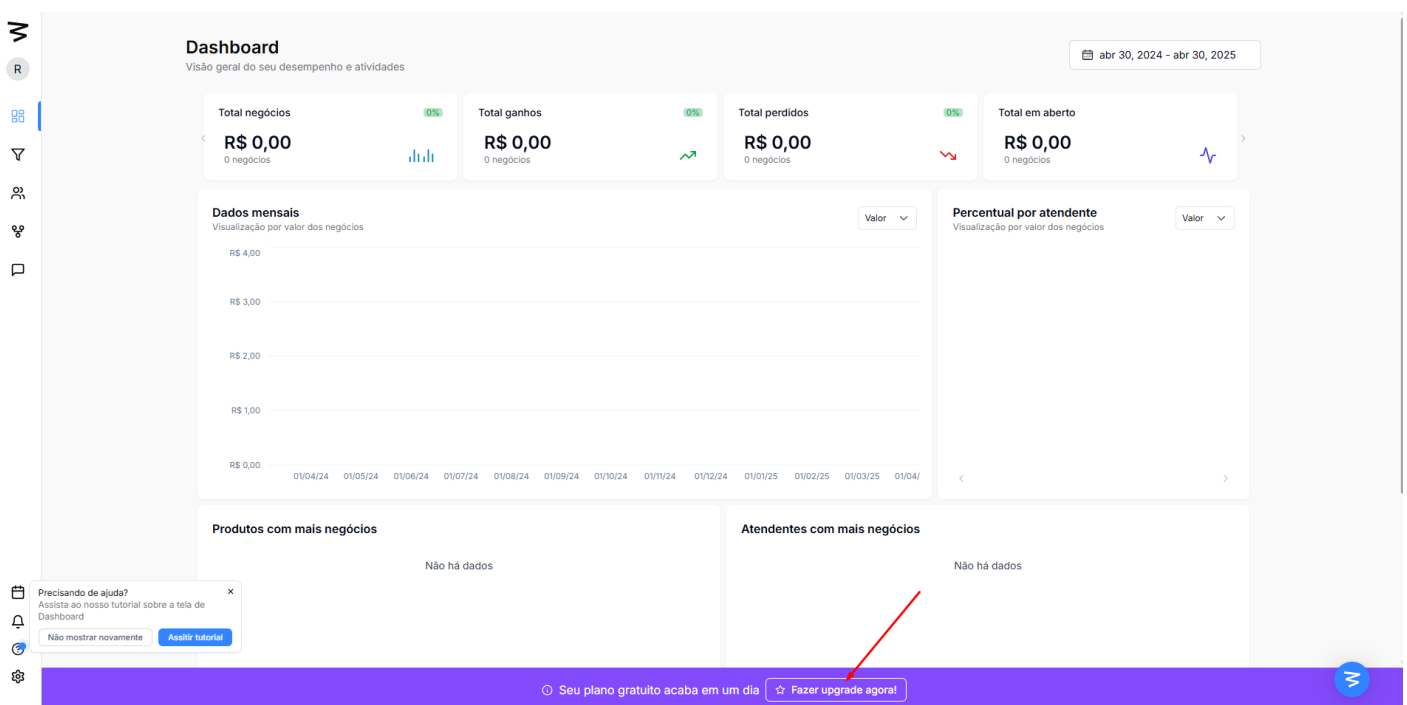 Dashboard
Visão geral do seu desempenho e atividades
abr 30, 2024 - abr 30, 2025
R
Total negócios
0%
R$ 0,00
0 negócios
Total ganhos
0%
R$ 0,00
0 negócios
Total perdidos
0%
R$ 0,00
0 negócios
Total em aberto
R$ 0,00
0 negócios
Dados mensais
Visualização por valor dos negócios
Valor
R$ 4,00
R$ 3,00
R$ 2,00
R$ 1,00
R$ 0,00
01/04/24 01/05/24 01/06/24 01/07/24 01/08/24 01/09/24 01/10/24 01/11/24 01/12/24 01/01/25 01/02/25 01/03/25 01/04/
Percentual por atendente
Visualização por valor dos negócios
Valor
Produtos com mais negócios
Não há dados
Atendentes com mais negócios
Não há dados
Precisando de ajuda?
Assista ao nosso tutorial sobre a tela de
Dashboard
Não mostrar novamente
Assitir tutorial
Seu plano gratuito acaba em um dia
Fazer upgrade agora!